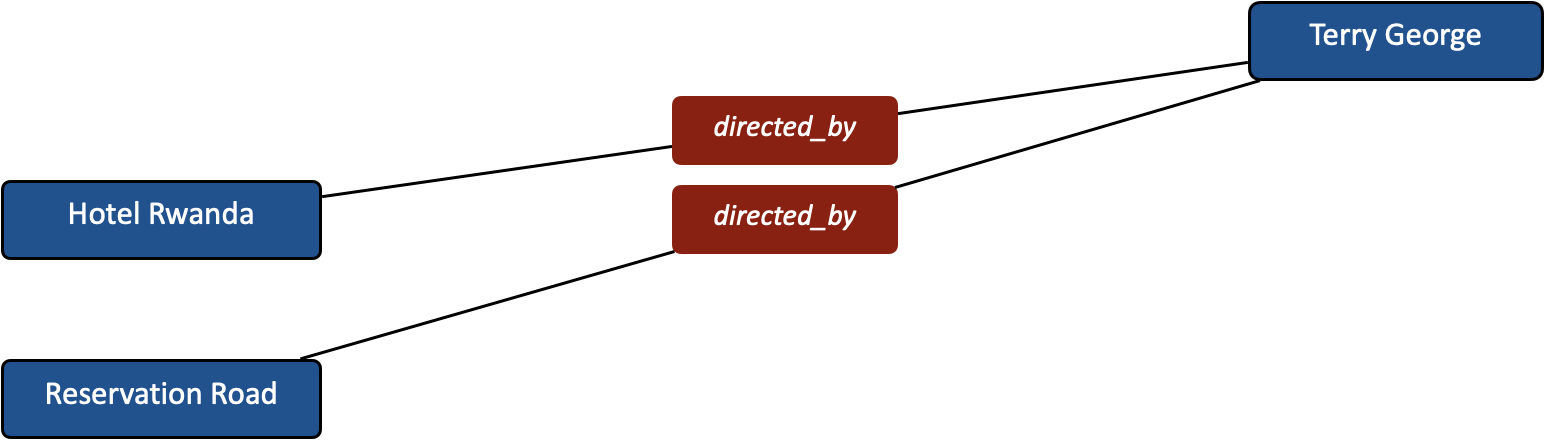 Terry George
directed_by
Hotel Rwanda
directed_by
Reservation Road